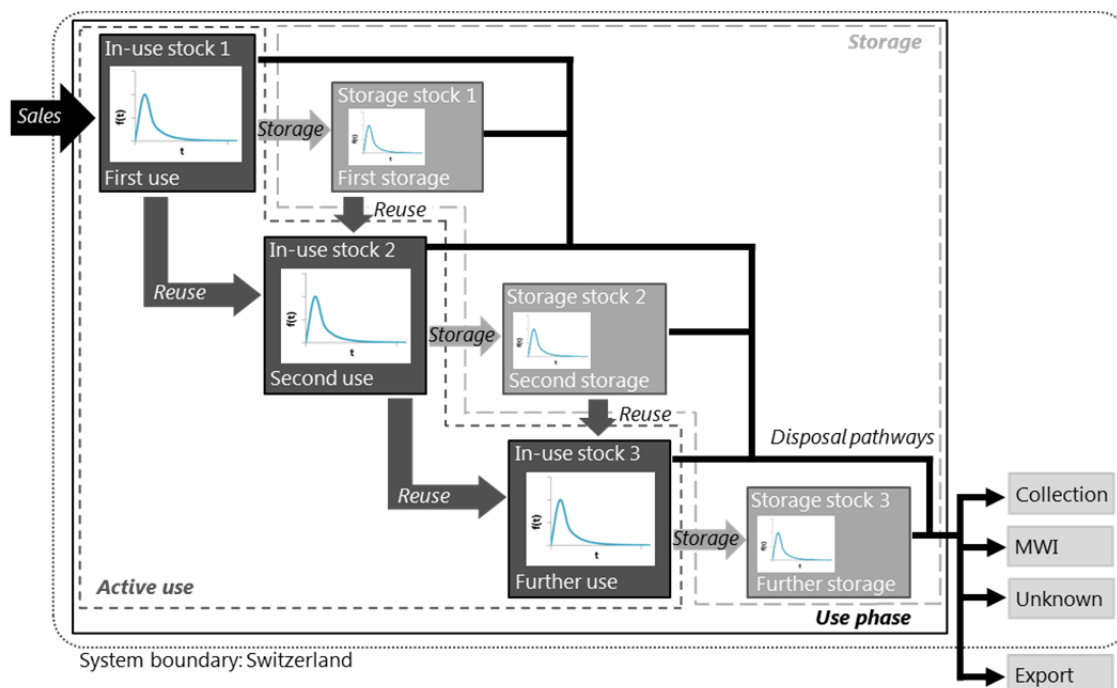 Storage
In-use stock 1
f(t)
t
First use
Sales
Storage
Storage stock 1
f(t)
t
First storage
Reuse
In-use stock 2
f(t)
t
Second use
Reuse
Storage
Storage stock 2
f(t)
t
Second storage
Reuse
In-use stock 3
f(t)
t
Further use
Reuse
Storage
Storage stock 3
f(t)
t
Further storage
Disposal pathways
Collection
MWI
Unknown
Export
Active use
Use phase
System boundary: Switzerland